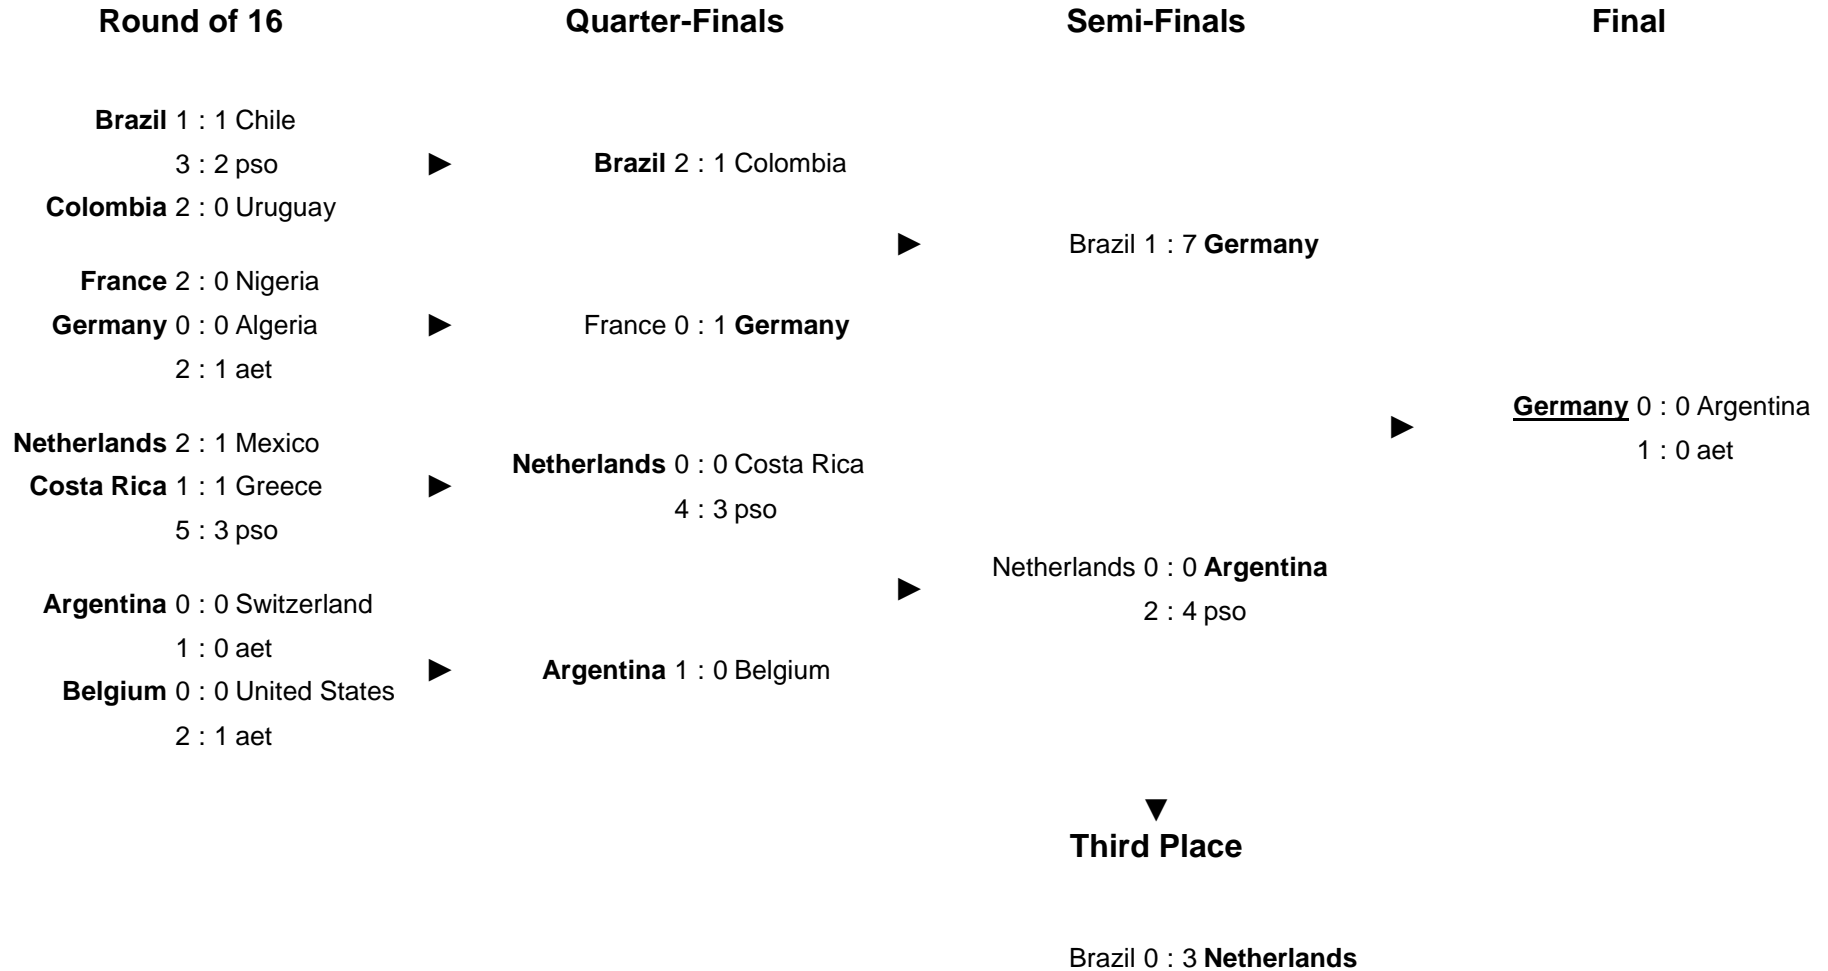 Round of 16
Quarter-Finals
Semi-Finals
Final
Brazil 1 : 1 Chile
3 : 2 pso
Colombia 2 : 0 Uruguay
France 2 : 0 Nigeria
Germany 0 : 0 Algeria
2 : 1 aet
Netherlands 2 : 1 Mexico
Costa Rica 1 : 1 Greece
5 : 3 pso
Argentina 0 : 0 Switzerland
1 : 0 aet
Belgium 0 : 0 United States
2 : 1 aet
Brazil 2 : 1 Colombia
France 0 : 1 Germany
Netherlands 0 : 0 Costa Rica
4 : 3 pso
Argentina 1 : 0 Belgium
Brazil 1 : 7 Germany
Netherlands 0 : 0 Argentina
2 : 4 pso
Germany 0 : 0 Argentina
1 : 0 aet
Third Place
Brazil 0 : 3 Netherlands